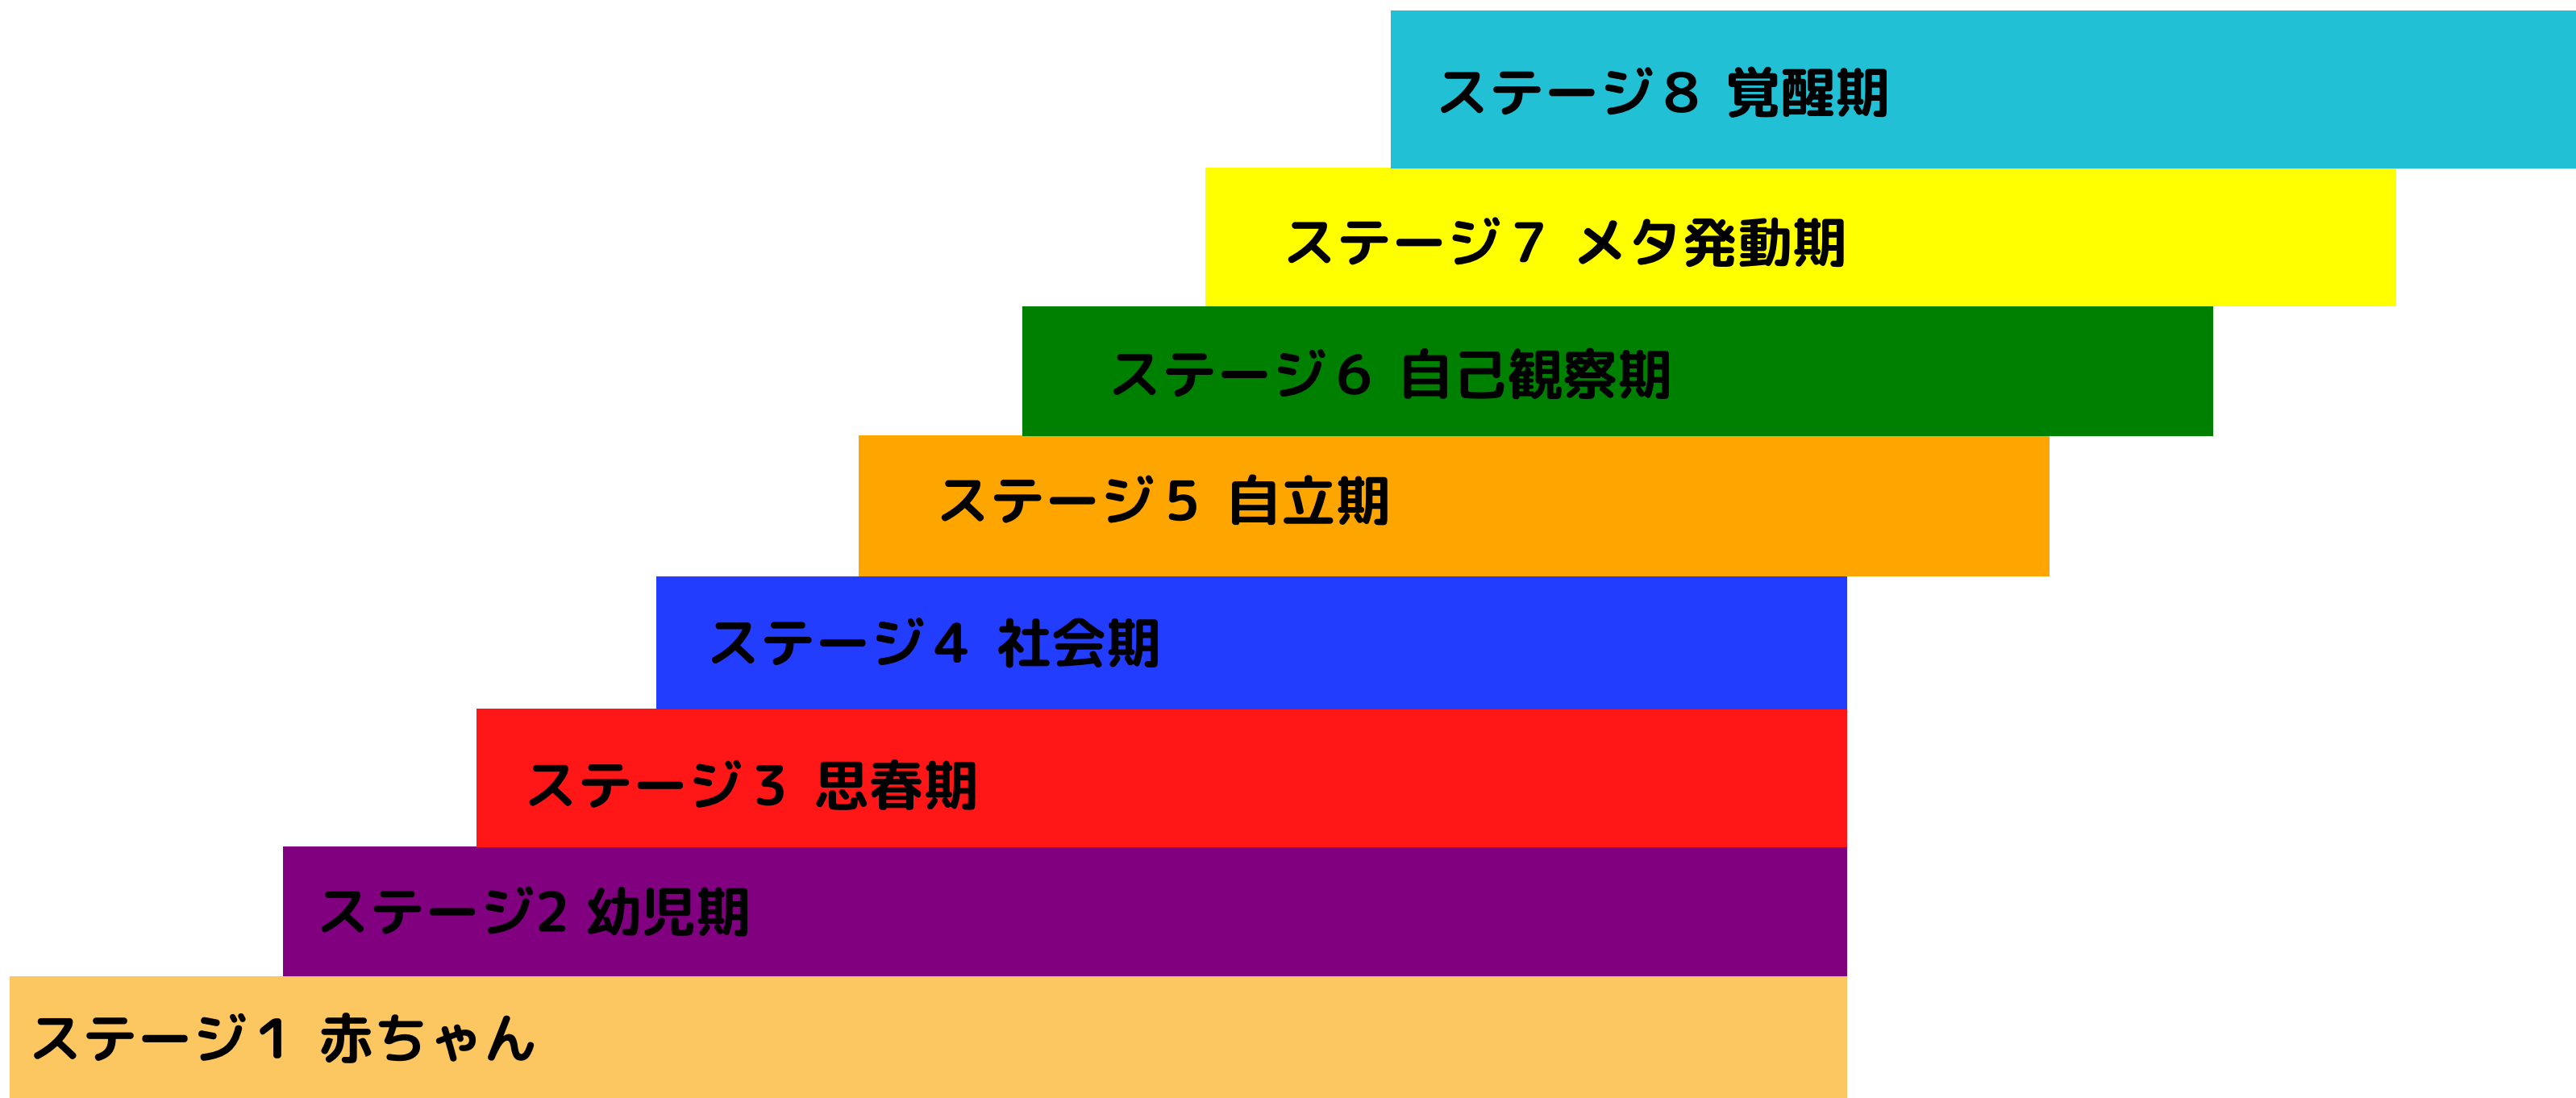 ステージ8 覚醒期
ステージ7 メタ発動期
ステージ6 自己観察期
ステージ5 自立期
ステージ4 社会期
ステージ3 思春期
ステージ2 幼児期
ステージ1 赤ちゃん